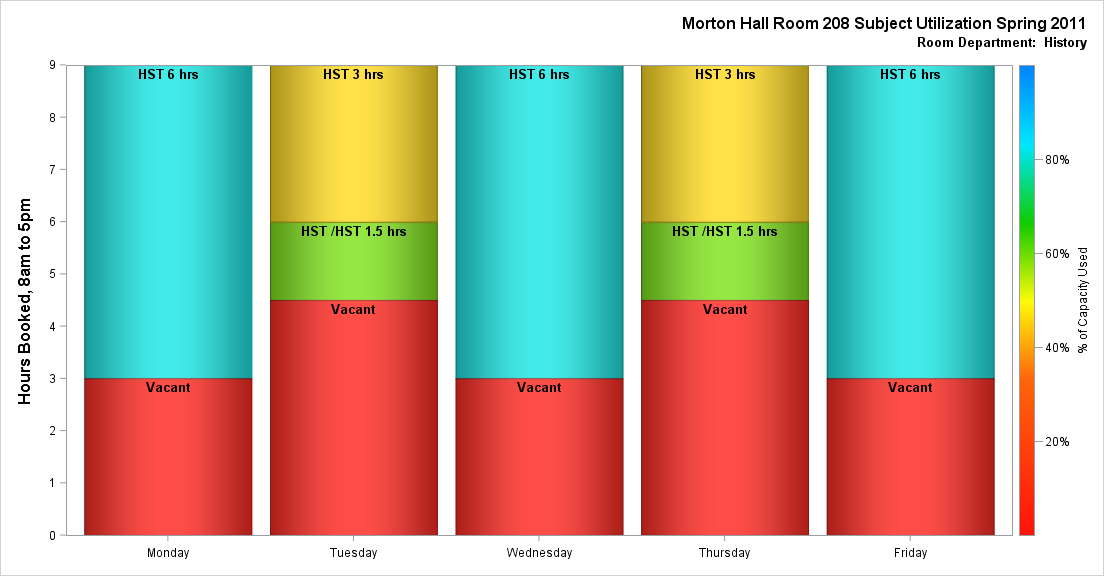 Morton Hall Room 208 Subject Utilization Spring 2011
Room Department: History
Hours Booked, 8am to 5pm
9
8
7
6
5
4
3
2
1
0
HST 6 hrs
Vacant
HST 3 hrs
HST /HST 1.5 hrs
Vacant
HST 6 hrs
Vacant
HST 3 hrs
HST /HST 1.5 hrs
Vacant
HST 6 hrs
Vacant
Monday
Tuesday
Wednesday
Thursday
Friday
80%
60%
40%
20%
% of Capacity Used